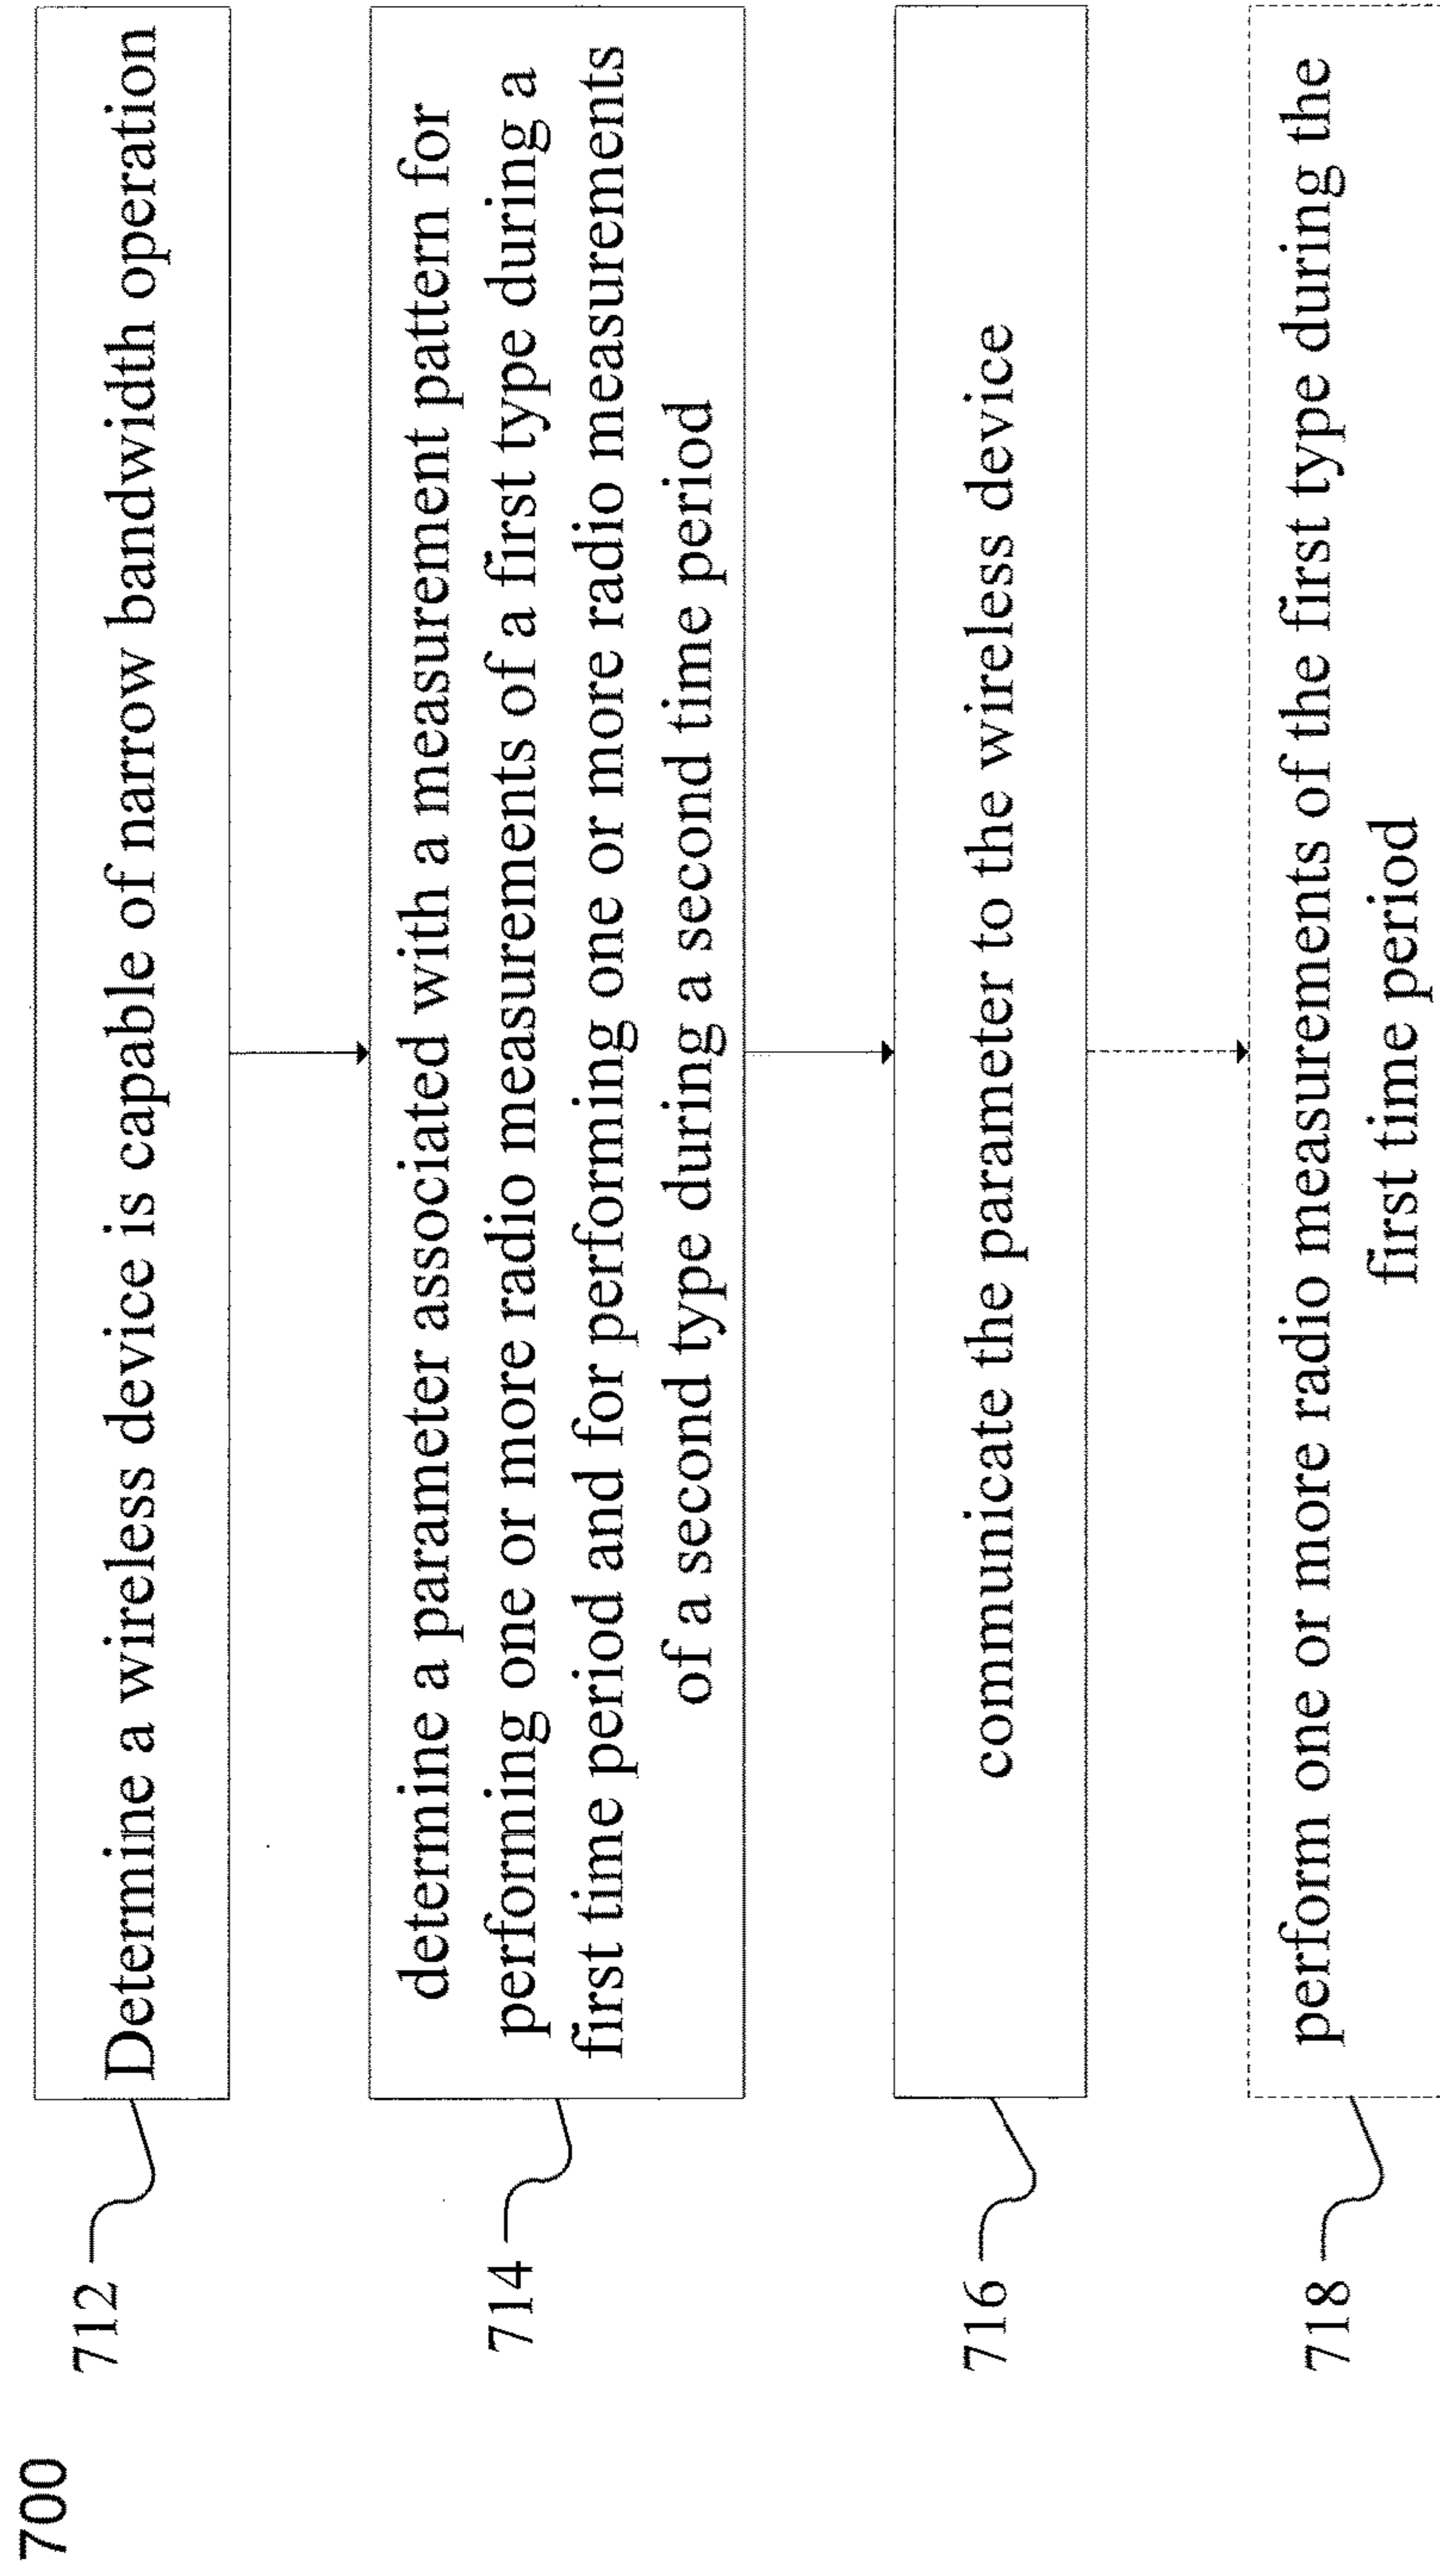 700
712
Determine a wireless device is capable of narrow bandwidth operation
714
determine a parameter associated with a measurement pattern for
performing one or more radio measurements of a first type during a
first time period and for performing one or more radio measurements
of a second type during a second time period
716
communicate the parameter to the wireless device
718
perform one or more radio measurements of the first type during the
first time period